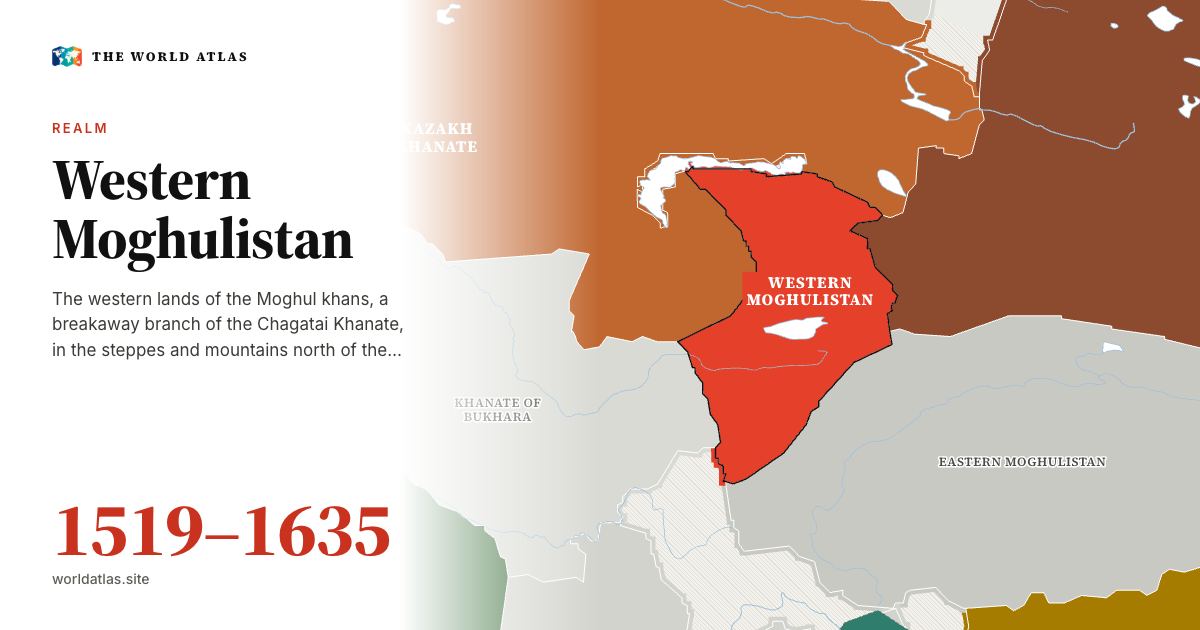 THE WORLD ATLAS
REALM
Western
Moghulistan
The western lands of the Moghul khans, a
breakaway branch of the Chagatai Khanate,
in the steppes and mountains north of the...
1519–1635
worldatlas.site
KAZAKH
KHANATE
WESTERN
MOGHULISTAN
KHANATE OF
BUKHARA
EASTERN MOGHULISTAN